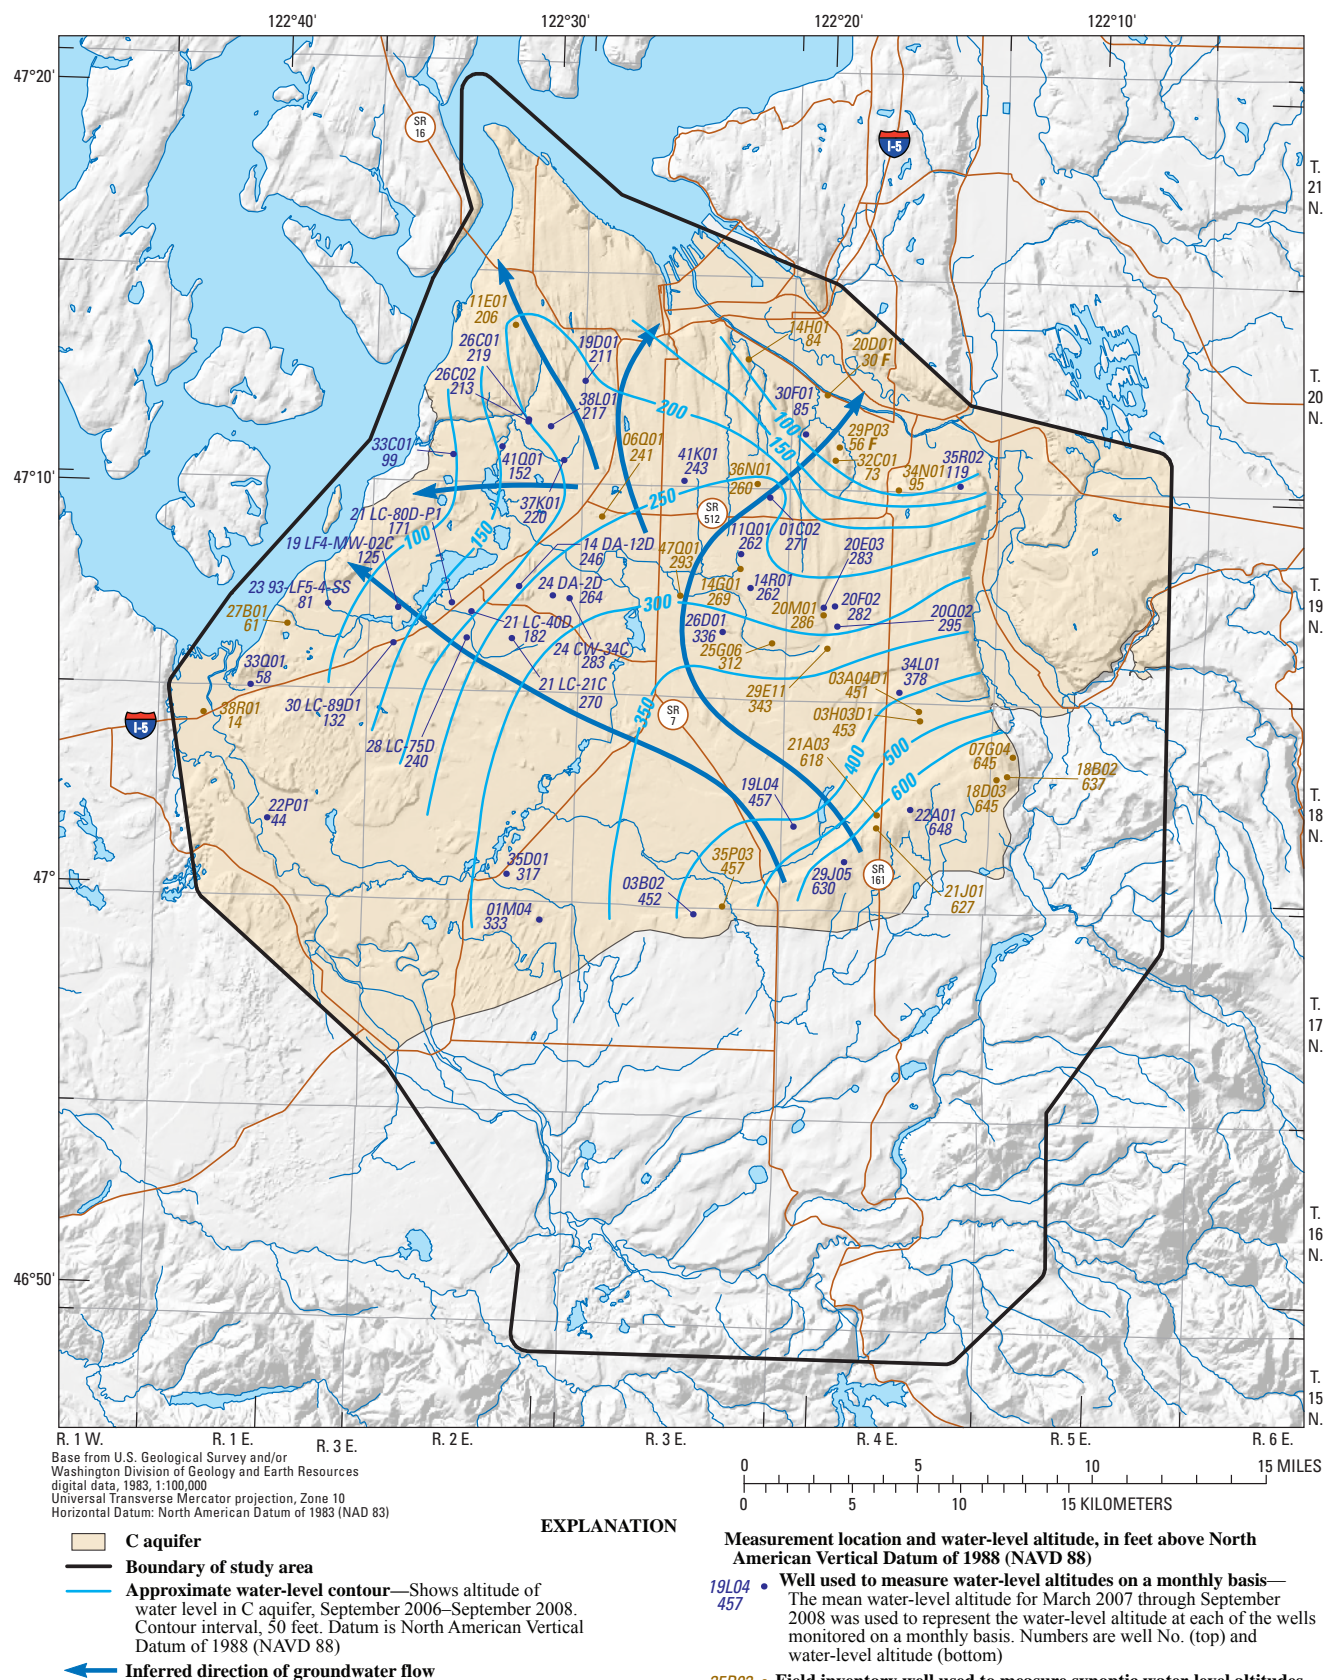 122°40'
122°30'
122°20'
122°10'
47°20'
SR
16
I-5
T.
21
N.
11E01
206
14H01
84
20D01
30 F
26C01
219
19D01
211
26C02
213
38L01
217
30F01
85
T.
20
N.
200
100
150
29P03
56 F
33C01
99
06Q01
241
41K01
243
32C01
73
35R02
119
47°10'
41Q01
152
36N01
260
34N01
95
250
37K01
220
SR
512
21 LC-80D-P1
171
100
150
11Q01
262
01C02
271
19 LF4-MW-02C
125
14 DA-12D
246
47Q01
293
20E03
283
23 93-LF5-4-SS
81
24 DA-2D
264
14G01
269
14R01
262
T.
19
N.
27B01
61
300
20M01
286
20F02
282
20Q02
295
21 LC-40D
182
26D01
336
24 CW-34C
283
25G06
312
33Q01
58
34L01
378
21 LC-21C
270
29E11
343
03A04D1
451
38R01
14
30 LC-89D1
132
350
SR
7
03H03D1
453
I-5
28 LC-75D
240
21A03
618
400
500
07G04
645
600
18B02
637
19L04
457
18D03
645
22P01
44
22A01
648
T.
18
N.
35D01
317
35P03
457
47°
03B02
452
29J05
630
SR
161
21J01
627
01M04
333
T.
17
N.
T.
16
N.
46°50'
T.
15
N.
R. 1 W.
R. 1 E.
R. 3 E.
R. 2 E.
R. 3 E.
R. 4 E.
R. 5 E.
R. 6 E.
Base from U.S. Geological Survey and/or
Washington Division of Geology and Earth Resources
digital data, 1983, 1:100,000
Universal Transverse Mercator projection, Zone 10
Horizontal Datum: North American Datum of 1983 (NAD 83)
0 5 10 15 MILES
0 5 10 15 KILOMETERS
EXPLANATION
C aquifer
Boundary of study area
Approximate water-level contour—Shows altitude of
water level in C aquifer, September 2006–September 2008.
Contour interval, 50 feet. Datum is North American Vertical
Datum of 1988 (NAVD 88)
Inferred direction of groundwater flow
Measurement location and water-level altitude, in feet above North
American Vertical Datum of 1988 (NAVD 88)
19L04
457
Well used to measure water-level altitudes on a monthly basis—
The mean water-level altitude for March 2007 through September
2008 was used to represent the water-level altitude at each of the wells
monitored on a monthly basis. Numbers are well No. (top) and
water-level altitude (bottom)
35P03
Field inventory well used to measure synoptic water-level altitudes